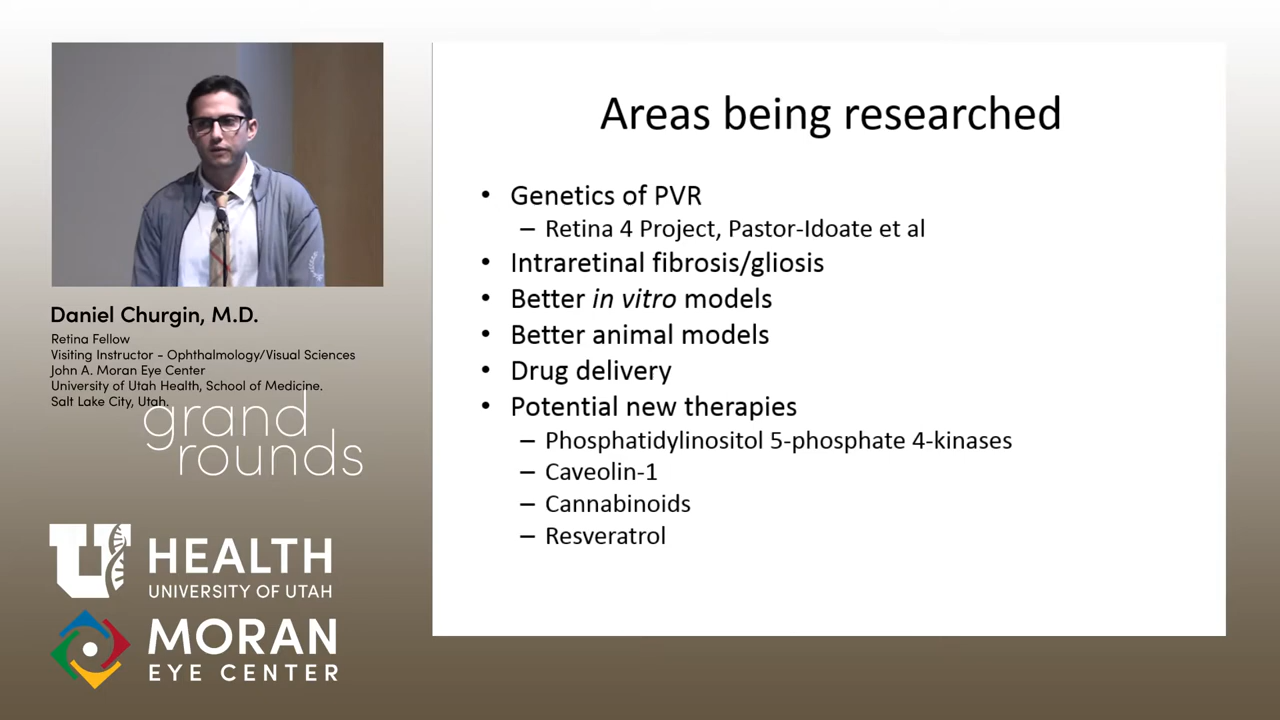 Areas being researched
• Genetics of PVR
– Retina 4 Project, Pastor-Idoate et al
• Intraretinal fibrosis/gliosis
• Better in vitro models
• Better animal models
• Drug delivery
• Potential new therapies
– Phosphatidylinositol 5-phosphate 4-kinases
– Caveolin-1
– Cannabinoids
– Resveratrol
Daniel Churgin, M.D.
Retina Fellow
Visiting Instructor - Ophthalmology/Visual Sciences
John A. Moran Eye Center
University of Utah Health, School of Medicine.
Salt Lake City, Utah.
grand
rounds
U HEALTH
UNIVERSITY OF UTAH
MORAN
EYE CENTER